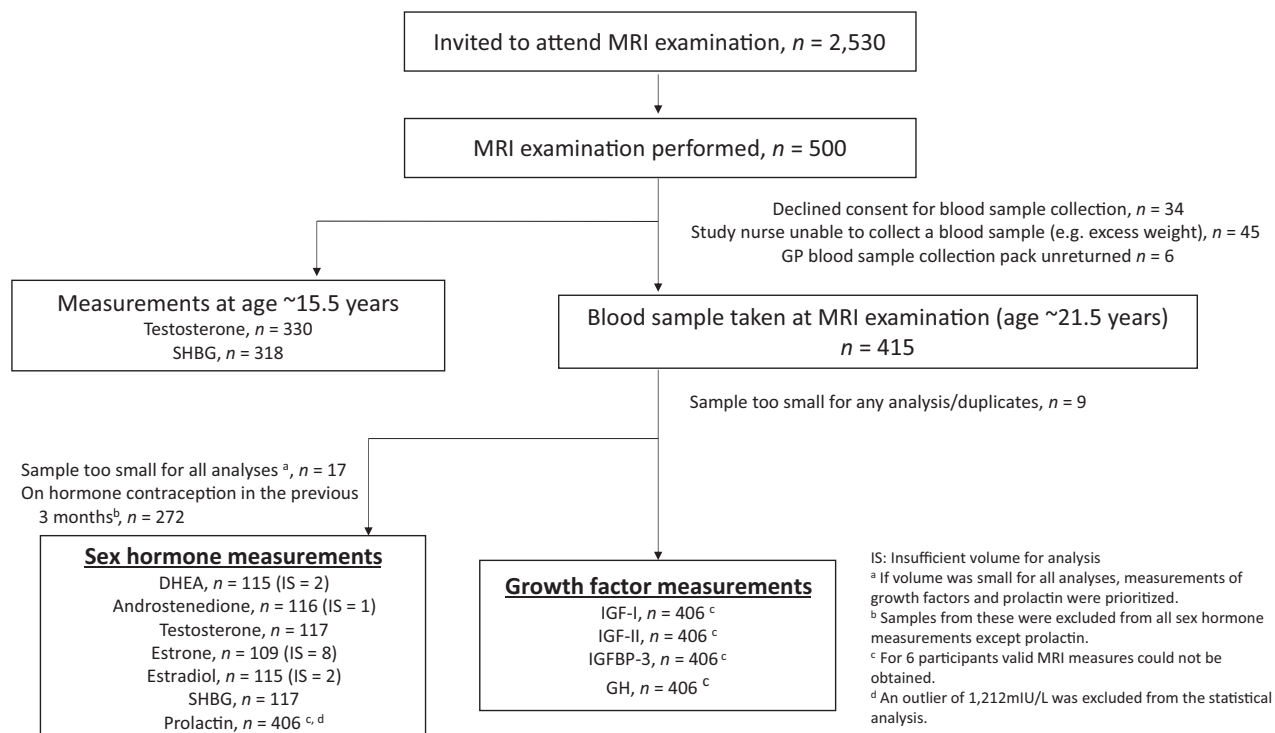 Invited to attend MRI examination, n = 2,530
MRI examination performed, n = 500
Declined consent for blood sample collection, n = 34
Study nurse unable to collect a blood sample (e.g. excess weight), n = 45
GP blood sample collection pack unreturned n = 6
Measurements at age ~15.5 years
Testosterone, n = 330
SHBG, n = 318
Blood sample taken at MRI examination (age ~21.5 years)
n = 415
Sample too small for any analysis/duplicates, n = 9
Sample too small for all analyses a, n = 17
On hormone contraception in the previous
3 monthsb, n = 272
Sex hormone measurements
DHEA, n = 115 (IS = 2)
Androstenedione, n = 116 (IS = 1)
Testosterone, n = 117
Estrone, n = 109 (IS = 8)
Estradiol, n = 115 (IS = 2)
SHBG, n = 117
Prolactin, n = 406 c, d
Growth factor measurements
IGF-I, n = 406 c
IGF-II, n = 406 c
IGFBP-3, n = 406 c
GH, n = 406 c
IS: Insufficient volume for analysis
a If volume was small for all analyses, measurements of
growth factors and prolactin were prioritized.
b Samples from these were excluded from all sex hormone
measurements except prolactin.
c For 6 participants valid MRI measures could not be
obtained.
d An outlier of 1,212mIU/L was excluded from the statistical
analysis.